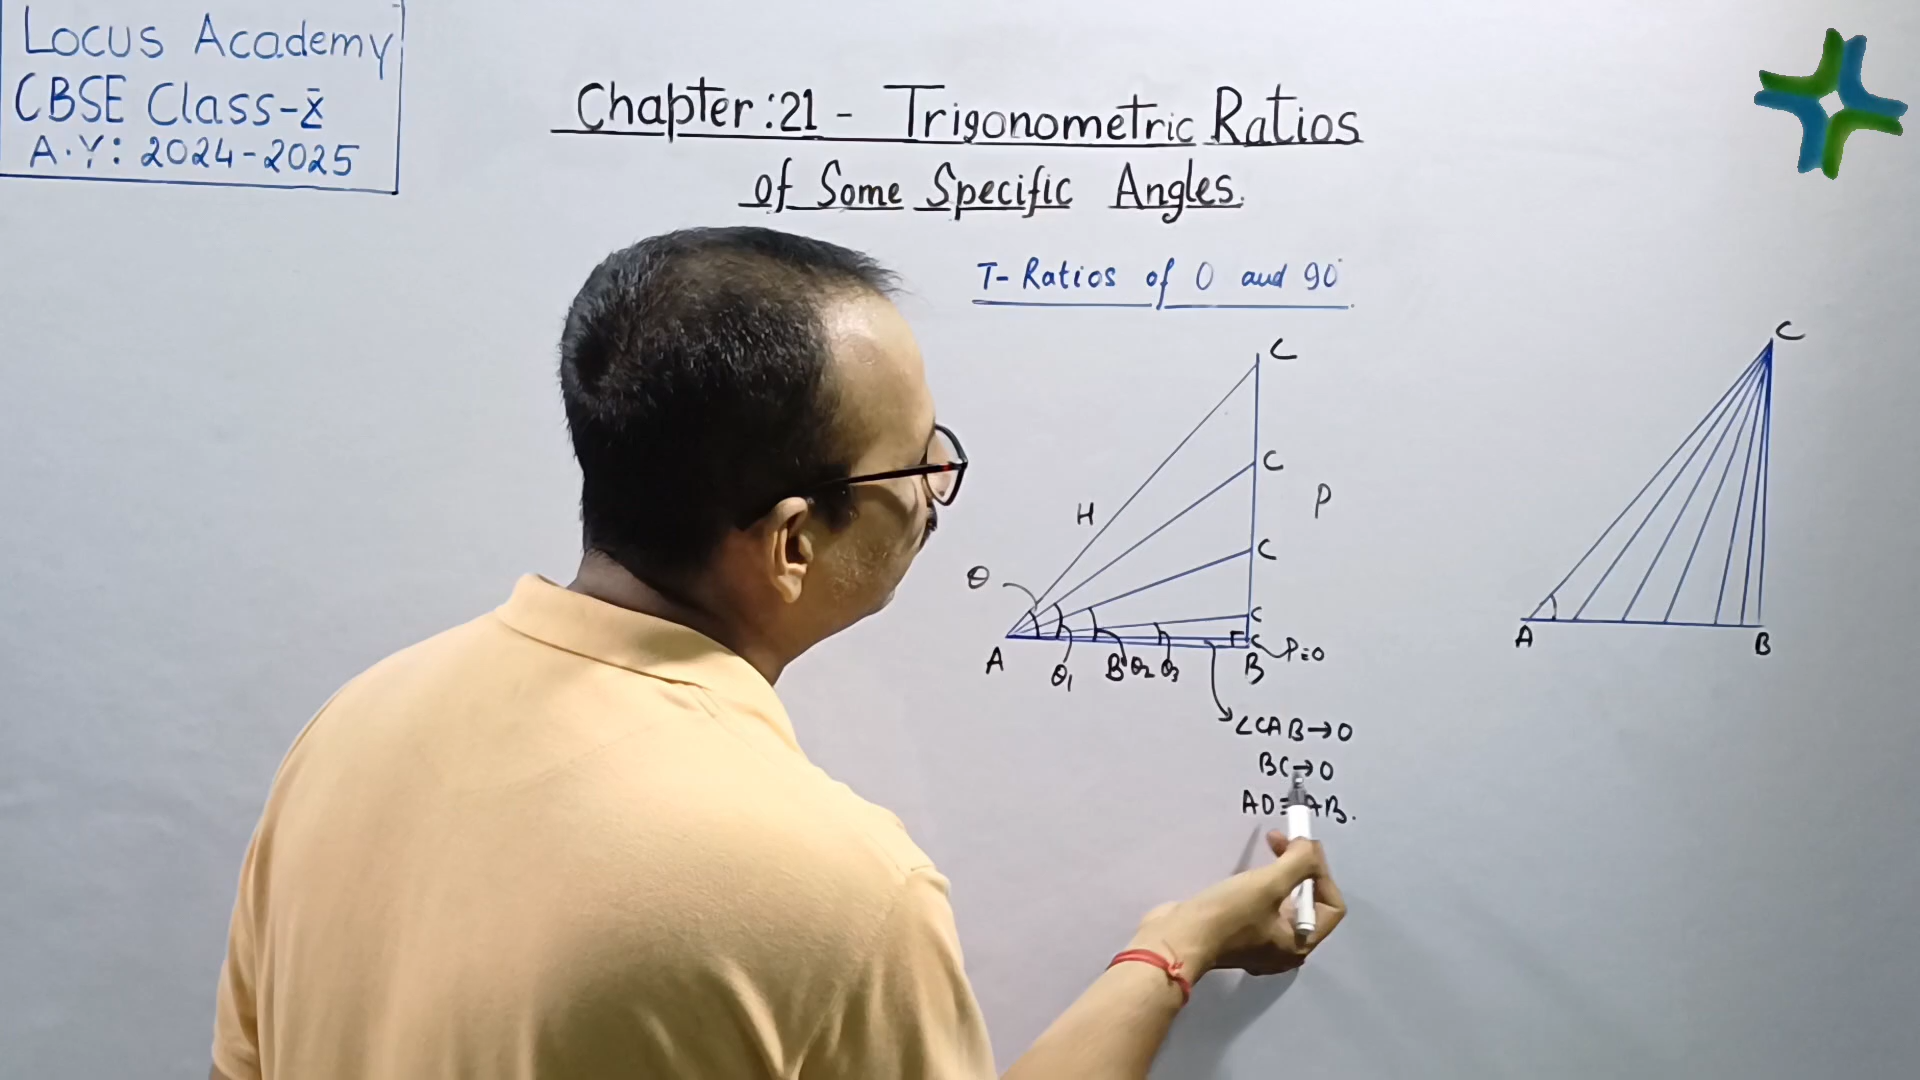 Locus Academy
CBSE Class-X
A.Y: 2024-2025
Chapter:21 - Trigonometric Ratios
of Some Specific Angles.
T-Ratios of 0 and 90°
C
C
C
H
C
P
θ
C
C
C
P=0
A
B
A
θ1
B
θ2
θ3
B
∠CAB→0
BC→0
AD=AB.